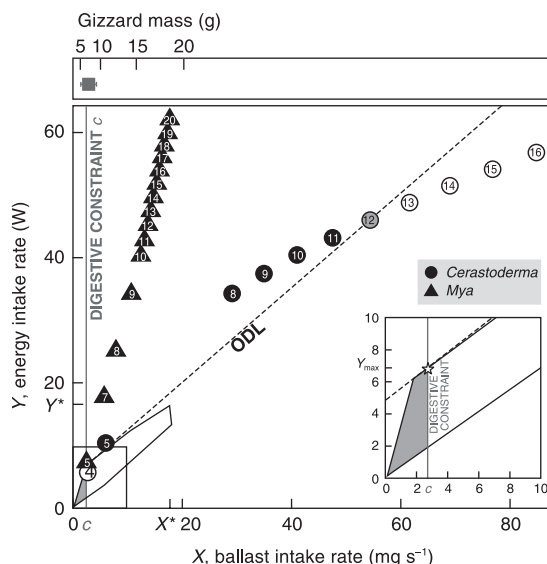 Gizzard mass (g)
5 10 15 20
60
40
20
Y*
0
Y, energy intake rate (W)
DIGESTIVE CONSTRAINT c
20
19
18
17
16
15
14
13
12
11
10
9
8
7
5
4
5
8
9
10
11
12
13
14
15
16
ODL
Cerastoderma
Mya
10
8
Ymax
6
4
2
0
DIGESTIVE
CONSTRAINT
0 2 c 4 6 8 10
0 c X* 20 40 60 80
X, ballast intake rate (mg s⁻¹)